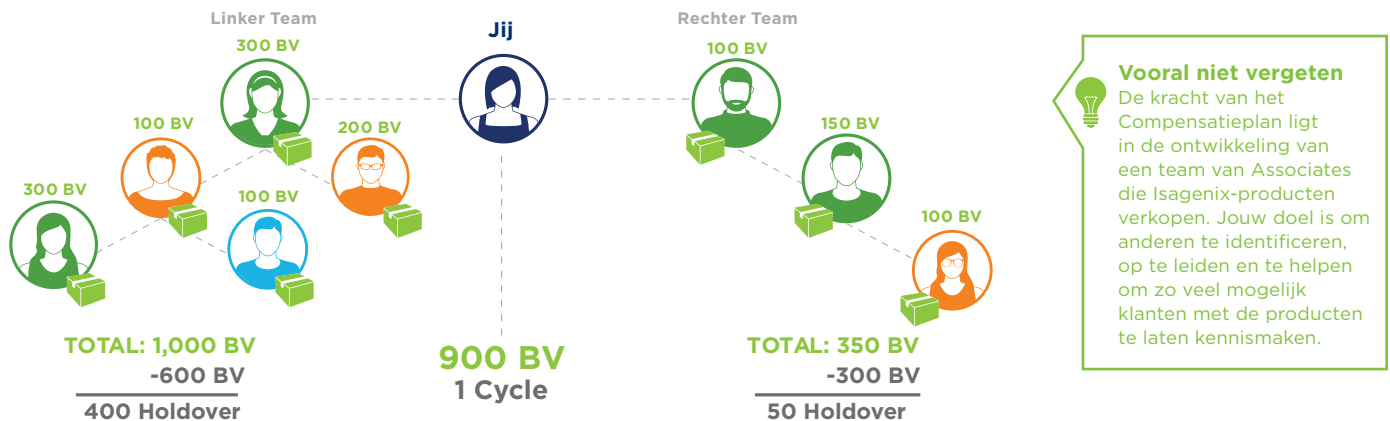 Linker Team
300 BV
100 BV
200 BV
300 BV
100 BV
TOTAL: 1,000 BV
-600 BV
400 Holdover
Jij
900 BV
1 Cycle
Rechter Team
100 BV
150 BV
100 BV
TOTAL: 350 BV
-300 BV
50 Holdover
Vooral niet vergeten
De kracht van het
Compensatieplan ligt
in de ontwikkeling van
een team van Associates
die Isagenix-producten
verkopen. Jouw doel is om
anderen te identificeren,
op te leiden en te helpen
om zo veel mogelijk
klanten met de producten
te laten kennismaken.